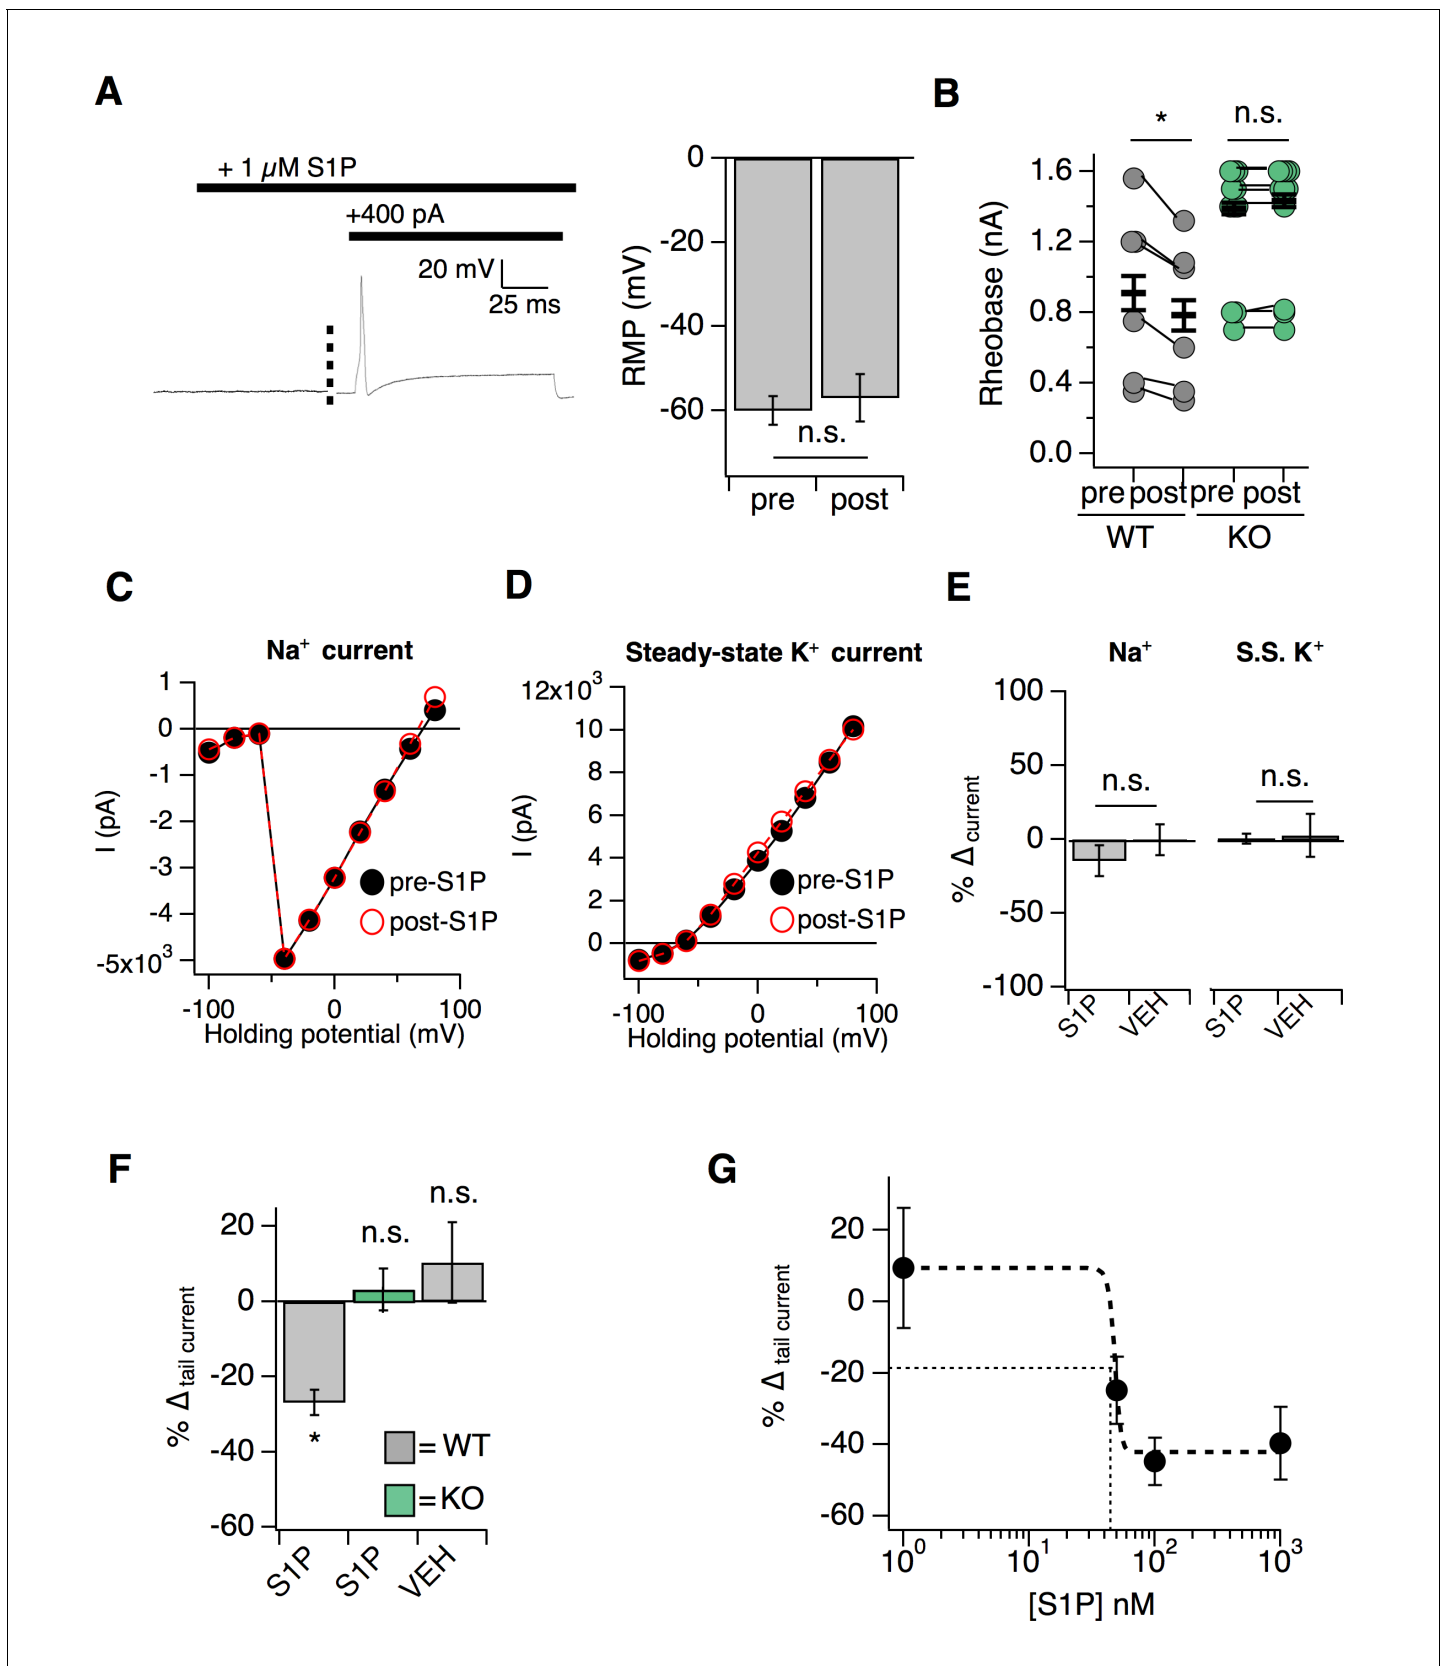 A
+ 1 µM S1P
+400 pA
20 mV
25 ms
RMP (mV)
0
-20
-40
-60
n.s.
pre post
B
* n.s.
Rheobase (nA)
1.6
1.2
0.8
0.4
0.0
pre post pre post
WT KO
C
Na+ current
I (pA)
1
0
-1
-2
-3
-4
-5x10³
pre-S1P
post-S1P
-100 0 100
Holding potential (mV)
D
Steady-state K+ current
I (pA)
12x10³
10
8
6
4
2
0
pre-S1P
post-S1P
-100 0 100
Holding potential (mV)
E
Na+ S.S. K+
% Δ current
100
50
0
-50
-100
n.s. n.s.
S1P VEH S1P VEH
F
% Δ tail current
20
0
-20
-40
-60
n.s.
n.s.
*
= WT
= KO
S1P S1P VEH
G
% Δ tail current
20
0
-20
-40
-60
10⁰ 10¹ 10² 10³
[S1P] nM